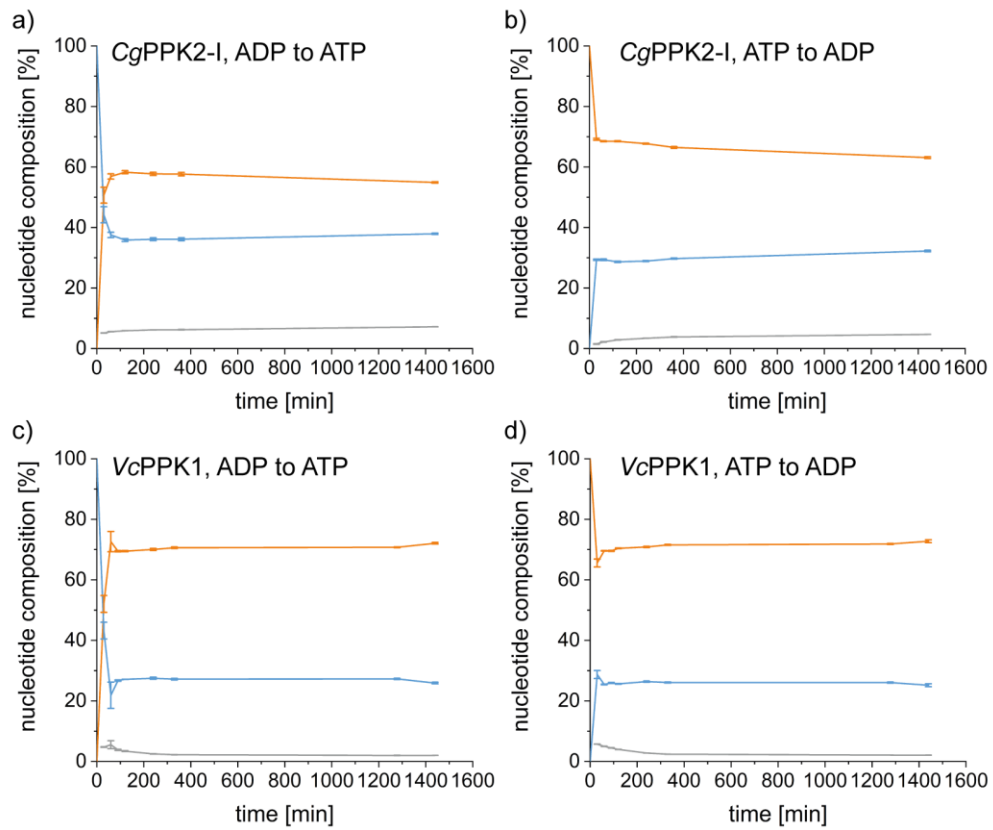 a)
CgPPK2-I, ADP to ATP
nucleotide composition [%]
100
80
60
40
20
0
0 200 400 600 800 1000 1200 1400 1600
time [min]
b)
CgPPK2-I, ATP to ADP
nucleotide composition [%]
100
80
60
40
20
0
0 200 400 600 800 1000 1200 1400 1600
time [min]
c)
VcPPK1, ADP to ATP
nucleotide composition [%]
100
80
60
40
20
0
0 200 400 600 800 1000 1200 1400 1600
time [min]
d)
VcPPK1, ATP to ADP
nucleotide composition [%]
100
80
60
40
20
0
0 200 400 600 800 1000 1200 1400 1600
time [min]